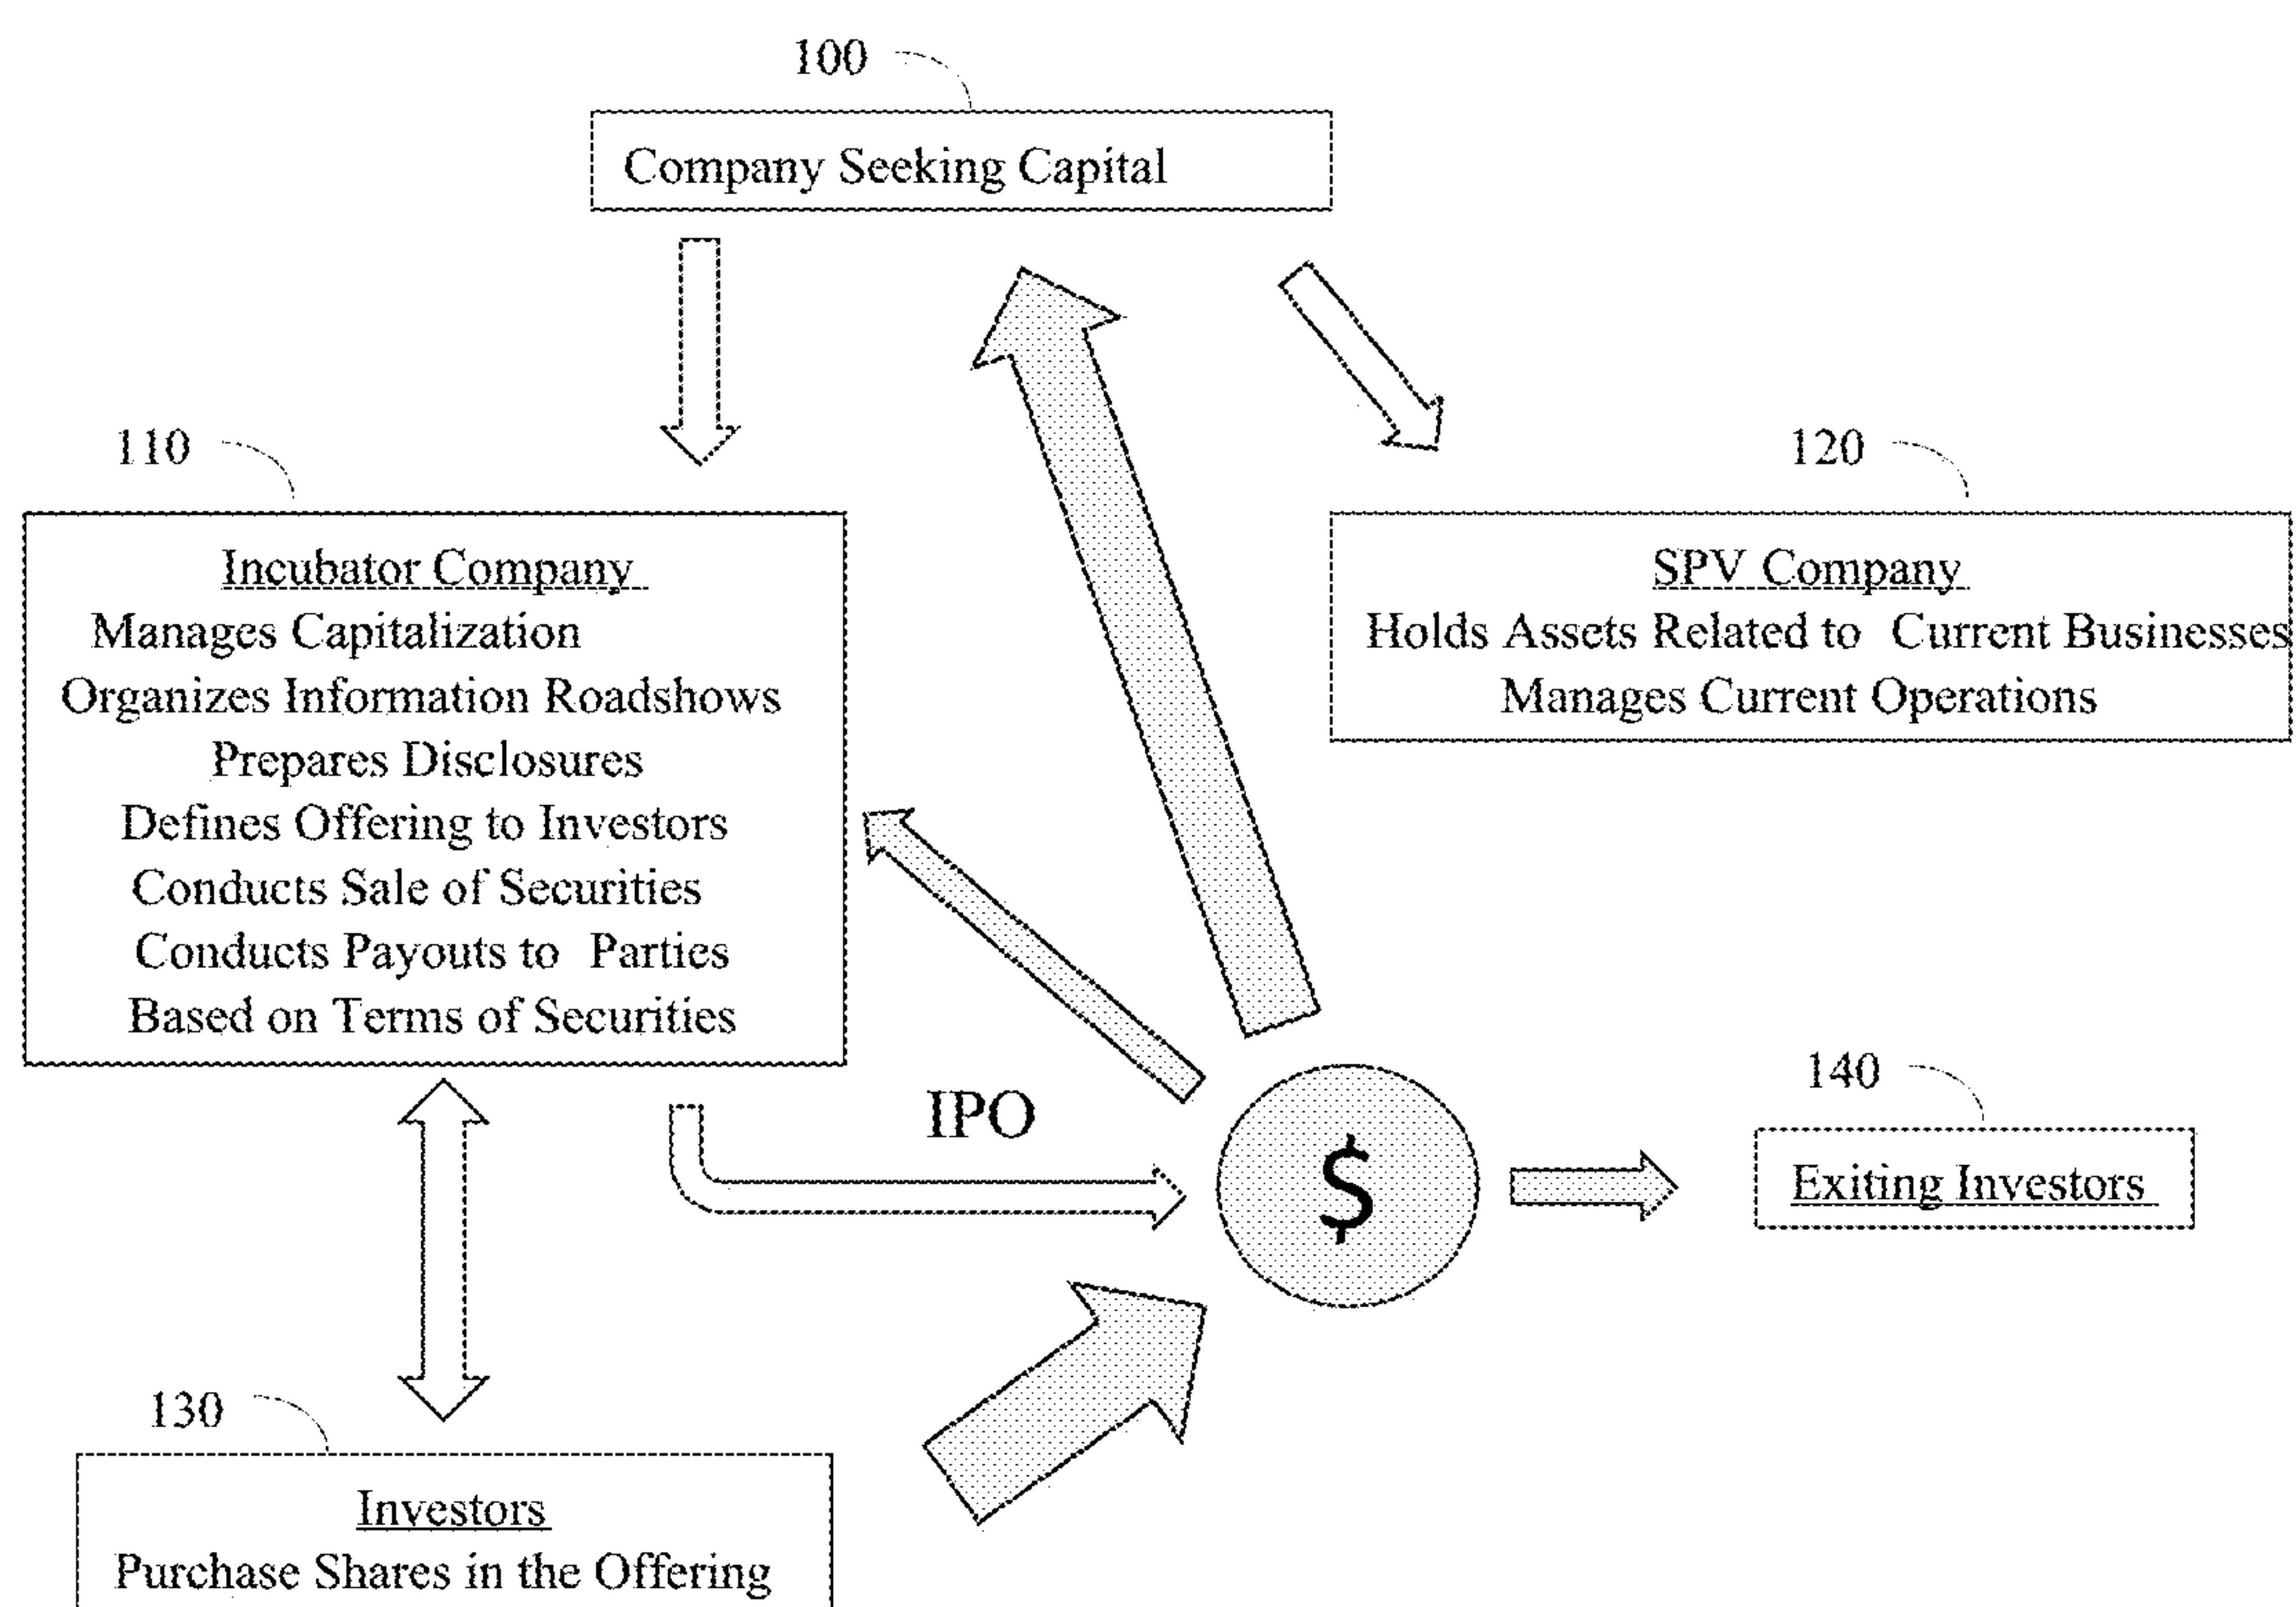 100
Company Seeking Capital
110
Incubator Company
Manages Capitalization
Organizes Information Roadshows
Prepares Disclosures
Defines Offering to Investors
Conducts Sale of Securities
Conducts Payouts to Parties
Based on Terms of Securities
120
SPV Company
Holds Assets Related to Current Businesses
Manages Current Operations
IPO
$
140
Exiting Investors
130
Investors
Purchase Shares in the Offering